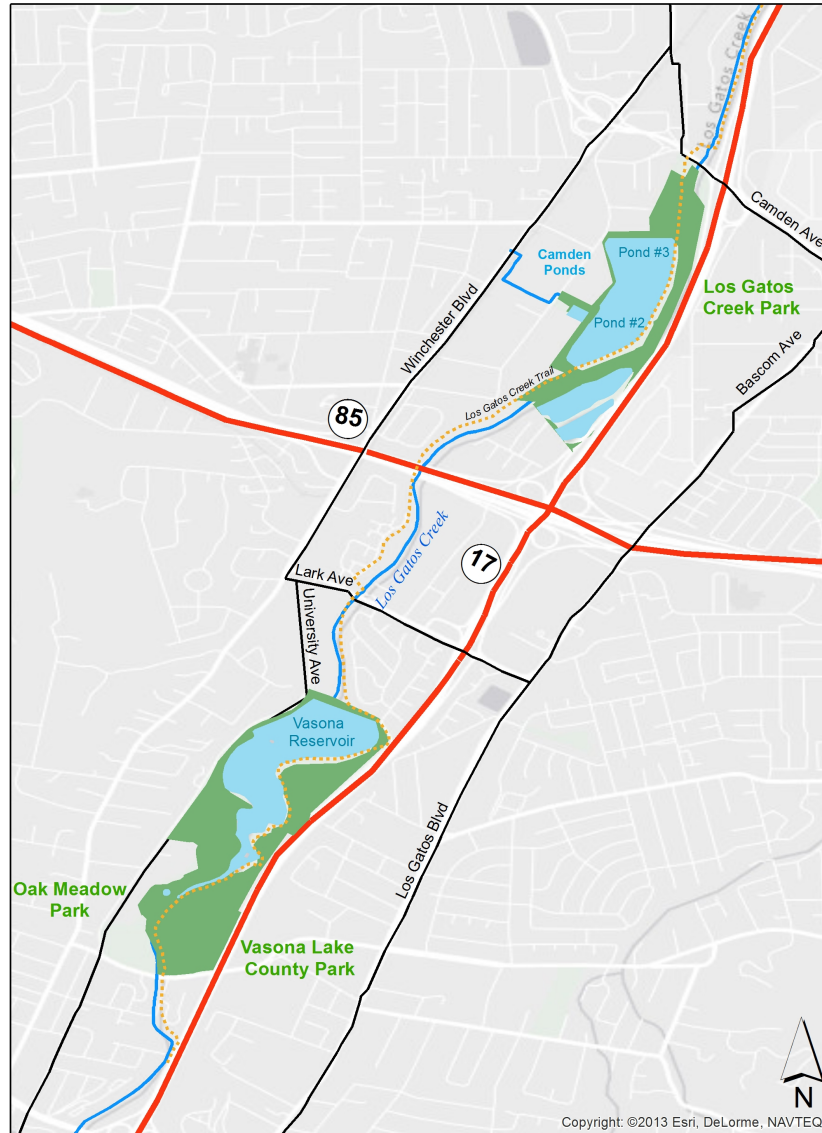 Los Gatos Creek
Camden Ave
Pond #3
Camden
Ponds
Los Gatos
Creek Park
Winchester Blvd
Pond #2
Bascom Ave
Los Gatos Creek Trail
85
Los Gatos Creek
17
Lark Ave
University Ave
Vasona
Reservoir
Los Gatos Blvd
Oak Meadow
Park
Vasona Lake
County Park
N
Copyright: ©2013 Esri, DeLorme, NAVTEQ